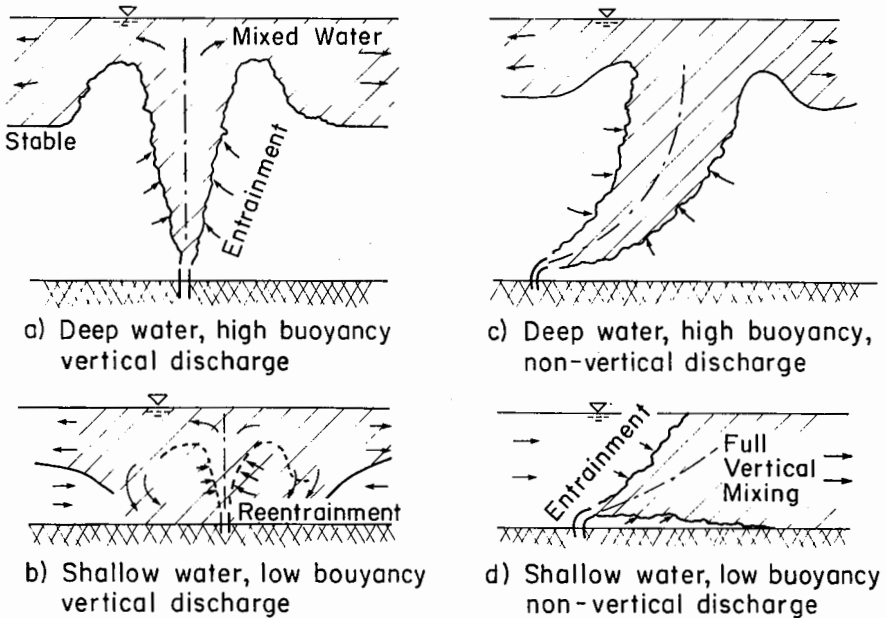 Mixed Water
Stable
Entrainment
a) Deep water, high buoyancy
vertical discharge
c) Deep water, high buoyancy,
non-vertical discharge
Reentrainment
b) Shallow water, low bouyancy
vertical discharge
Entrainment
Full
Vertical
Mixing
d) Shallow water, low buoyancy
non-vertical discharge